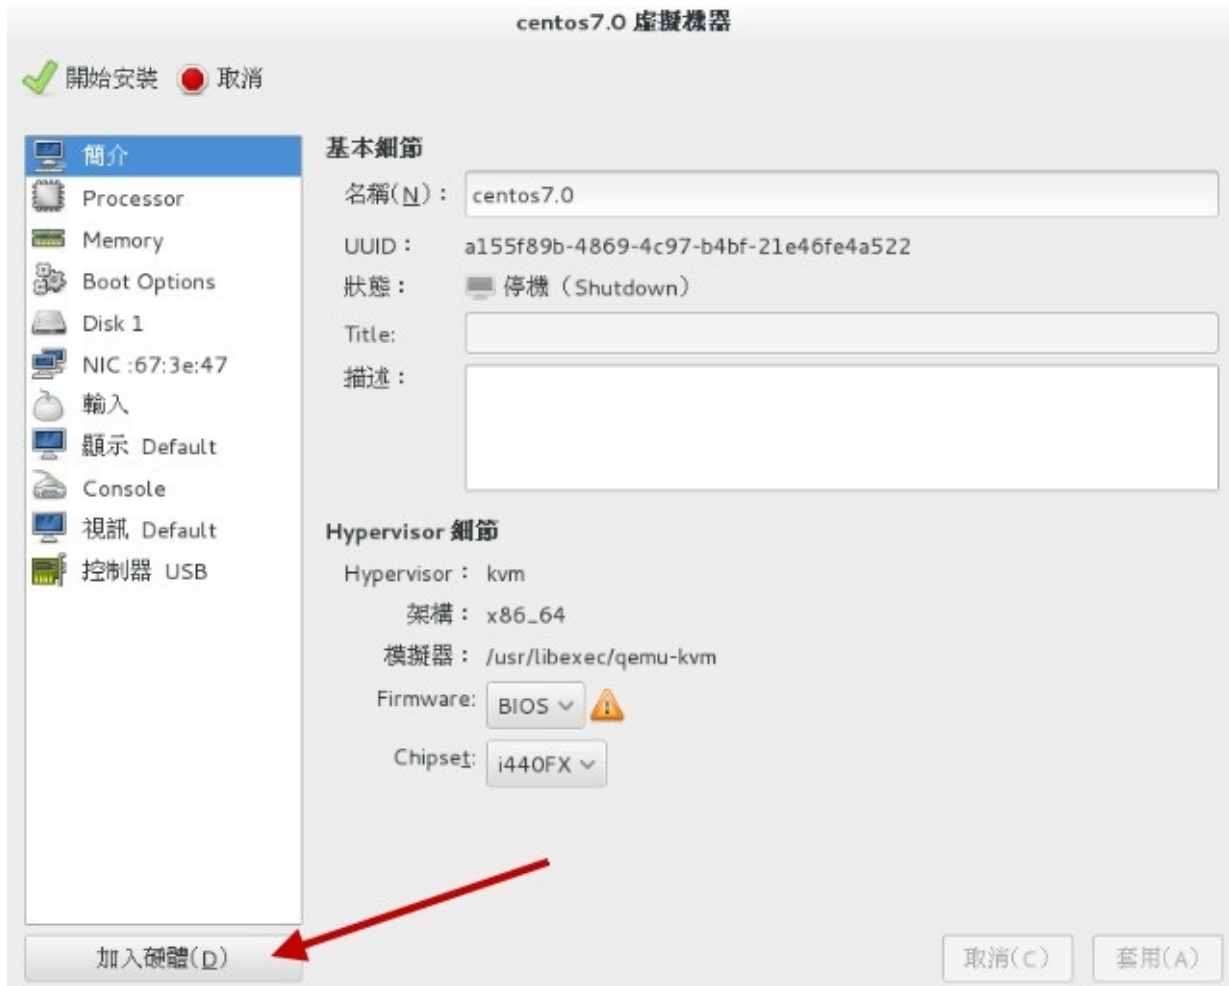 centos7.0 虛擬機器
開始安裝 取消
簡介
Processor
Memory
Boot Options
Disk 1
NIC :67:3e:47
輸入
顯示 Default
Console
視訊 Default
控制器 USB
加入硬體(D)
基本細節
名稱(N)： centos7.0
UUID： a155f89b-4869-4c97-b4bf-21e46fe4a522
狀態： 停機（Shutdown）
Title:
描述：
Hypervisor 細節
Hypervisor： kvm
架構： x86_64
模擬器： /usr/libexec/qemu-kvm
Firmware: BIOS
Chipset: i440FX
取消(C) 套用(A)